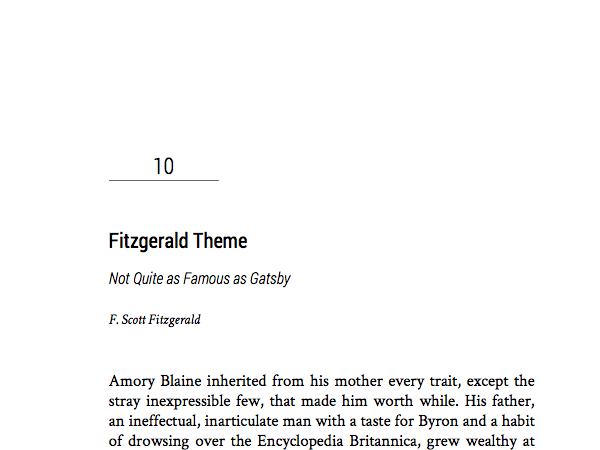 10
Fitzgerald Theme
Not Quite as Famous as Gatsby
F. Scott Fitzgerald
Amory Blaine inherited from his mother every trait, except the
stray inexpressible few, that made him worth while. His father,
an ineffectual, inarticulate man with a taste for Byron and a habit
of drowsing over the Encyclopedia Britannica, grew wealthy at